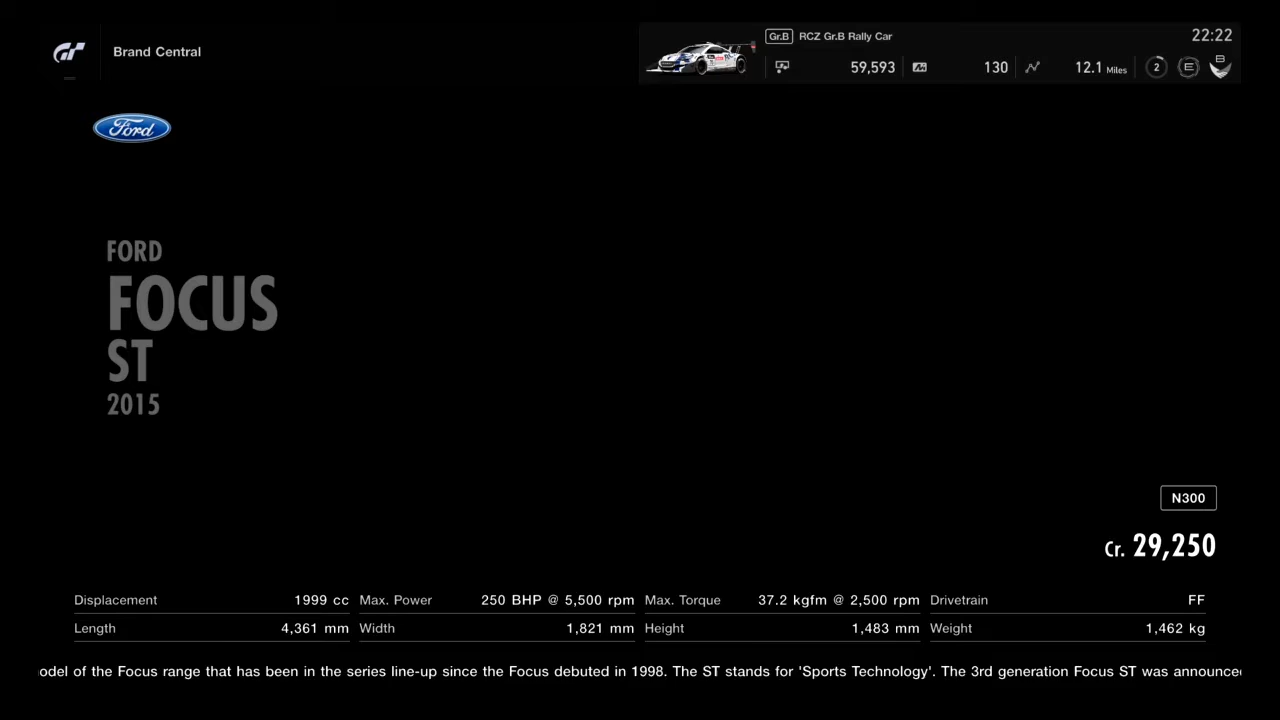 Brand Central
Gr.B RCZ Gr.B Rally Car 22:22
59,593 130 12.1 Miles 2 E B
Ford
FORD
FOCUS
ST
2015
N300
Cr. 29,250
Displacement 1999 cc Max. Power 250 BHP @ 5,500 rpm Max. Torque 37.2 kgfm @ 2,500 rpm Drivetrain FF
Length 4,361 mm Width 1,821 mm Height 1,483 mm Weight 1,462 kg
odel of the Focus range that has been in the series line-up since the Focus debuted in 1998. The ST stands for 'Sports Technology'. The 3rd generation Focus ST was announce